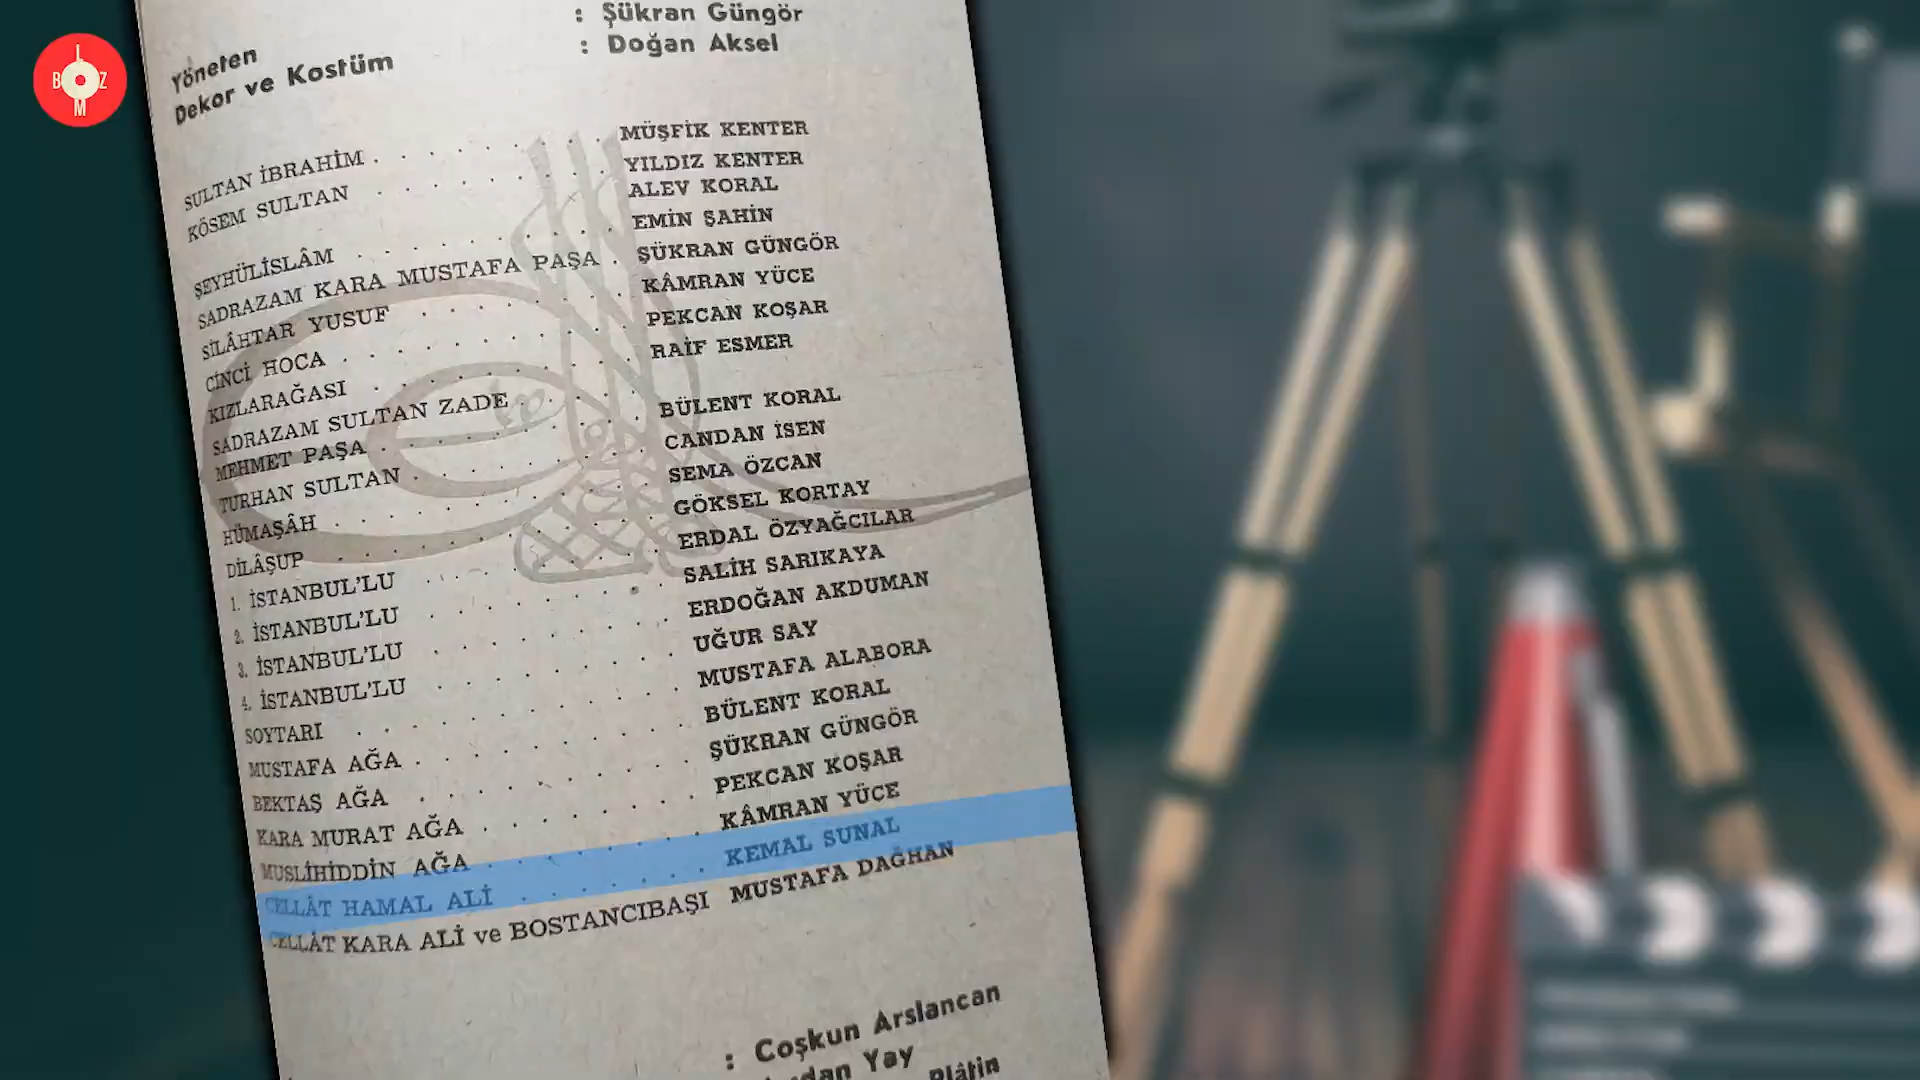 BİZM
Yöneten : Şükran Güngör
Dekor ve Kostüm : Doğan Aksel
SULTAN İBRAHİM . . . . . . . MÜŞFİK KENTER
KÖSEM SULTAN . . . . . . . YILDIZ KENTER
ALEV KORAL
ŞEYHÜLİSLÂM . . . . . . . . EMİN ŞAHİN
SADRAZAM KARA MUSTAFA PAŞA . ŞÜKRAN GÜNGÖR
SİLÂHTAR YUSUF . . . . . . KÂMRAN YÜCE
CİNCİ HOCA . . . . . . . . PEKCAN KOŞAR
KIZLARAĞASI . . . . . . . RAİF ESMER
SADRAZAM SULTAN ZADE
MEHMET PAŞA . . . . . . . BÜLENT KORAL
TURHAN SULTAN . . . . . . . CANDAN İSEN
HÜMAŞÂH . . . . . . . . . SEMA ÖZCAN
DİLÂŞUP . . . . . . . . . GÖKSEL KORTAY
1. İSTANBUL'LU . . . . . . . ERDAL ÖZYAĞCILAR
2. İSTANBUL'LU . . . . . . . SALİH SARIKAYA
3. İSTANBUL'LU . . . . . . . ERDOĞAN AKDUMAN
4. İSTANBUL'LU . . . . . . . UĞUR SAY
SOYTARI . . . . . . . . . MUSTAFA ALABORA
MUSTAFA AĞA . . . . . . . . BÜLENT KORAL
BEKTAŞ AĞA . . . . . . . . ŞÜKRAN GÜNGÖR
KARA MURAT AĞA . . . . . . PEKCAN KOŞAR
MUSLİHİDDİN AĞA . . . . . . KÂMRAN YÜCE
CELLÂT HAMAL ALİ . . . . . . KEMAL SUNAL
CELLÂT KARA ALİ ve BOSTANCIBAŞI MUSTAFA DAĞHAN
: Coşkun Arslancan
Yay
Plâtin